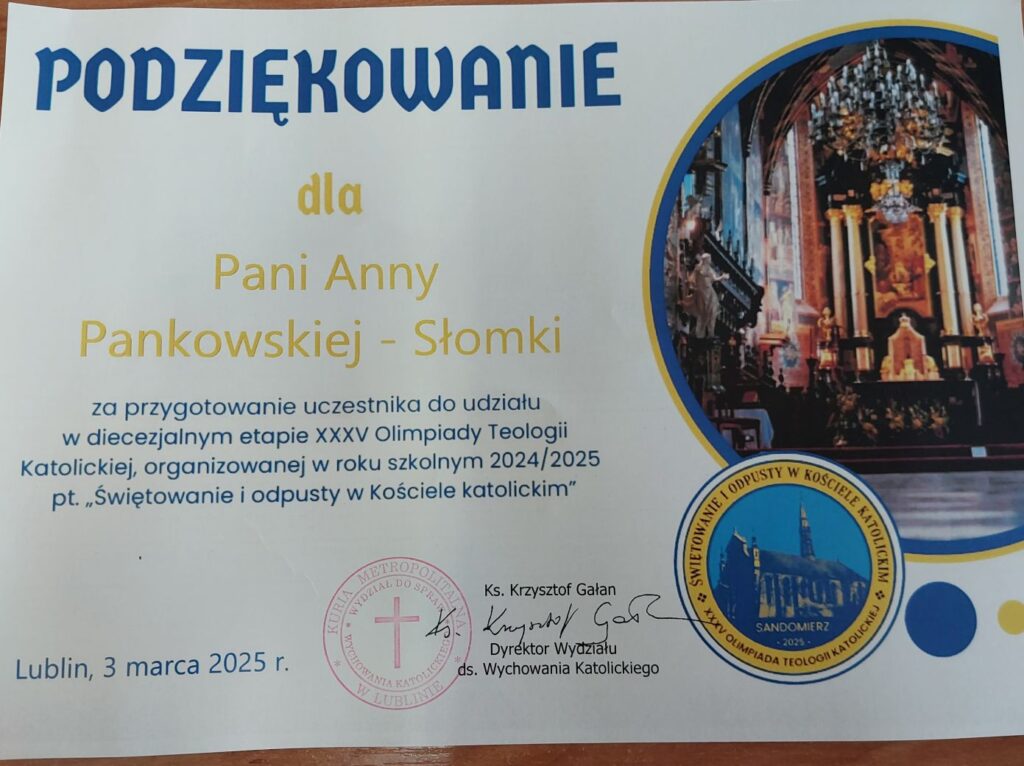 PODZIĘKOWANIE
dla
Pani Anny
Pankowskiej - Słomki
za przygotowanie uczestnika do udziału
w diecezjalnym etapie XXXV Olimpiady Teologii
Katolickiej, organizowanej w roku szkolnym 2024/2025
pt. „Świętowanie i odpusty w Kościele katolickim”
ŚWIĘTOWANIE I ODPUSTY W KOŚCIELE KATOLICKIM
SANDOMIERZ
- 2025 -
XXXV OLIMPIADA TEOLOGII KATOLICKIEJ
KURIA METROPOLITALNA
W LUBLINIE
WYDZIAŁ DO SPRAW
WYCHOWANIA KATOLICKIEGO
Ks. Krzysztof Gałan
Ks. Krzysztof Gałan
Dyrektor Wydziału
ds. Wychowania Katolickiego
Lublin, 3 marca 2025 r.